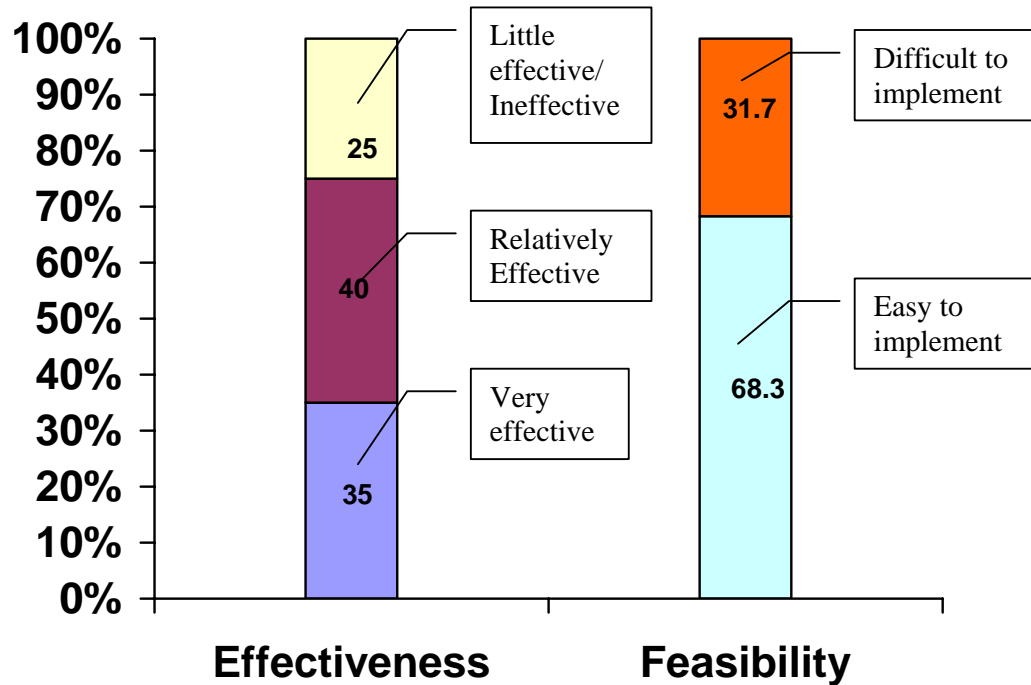 100%
90%
80%
70%
60%
50%
40%
30%
20%
10%
0%
Little
effective/
Ineffective
25
Relatively
Effective
40
Very
effective
35
Difficult to
implement
31.7
Easy to
implement
68.3
Effectiveness
Feasibility